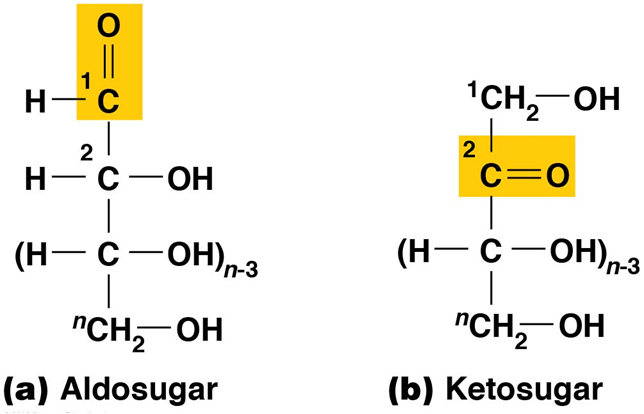 O
1
H C
2
H C OH
(H C OH)n-3
nCH2 OH
(a) Aldosugar
1CH2 OH
2
C O
(H C OH)n-3
nCH2 OH
(b) Ketosugar